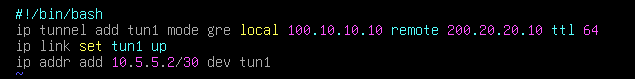 #!/bin/bash
ip tunnel add tun1 mode gre local 100.10.10.10 remote 200.20.20.10 ttl 64
ip link set tun1 up
ip addr add 10.5.5.2/30 dev tun1
~